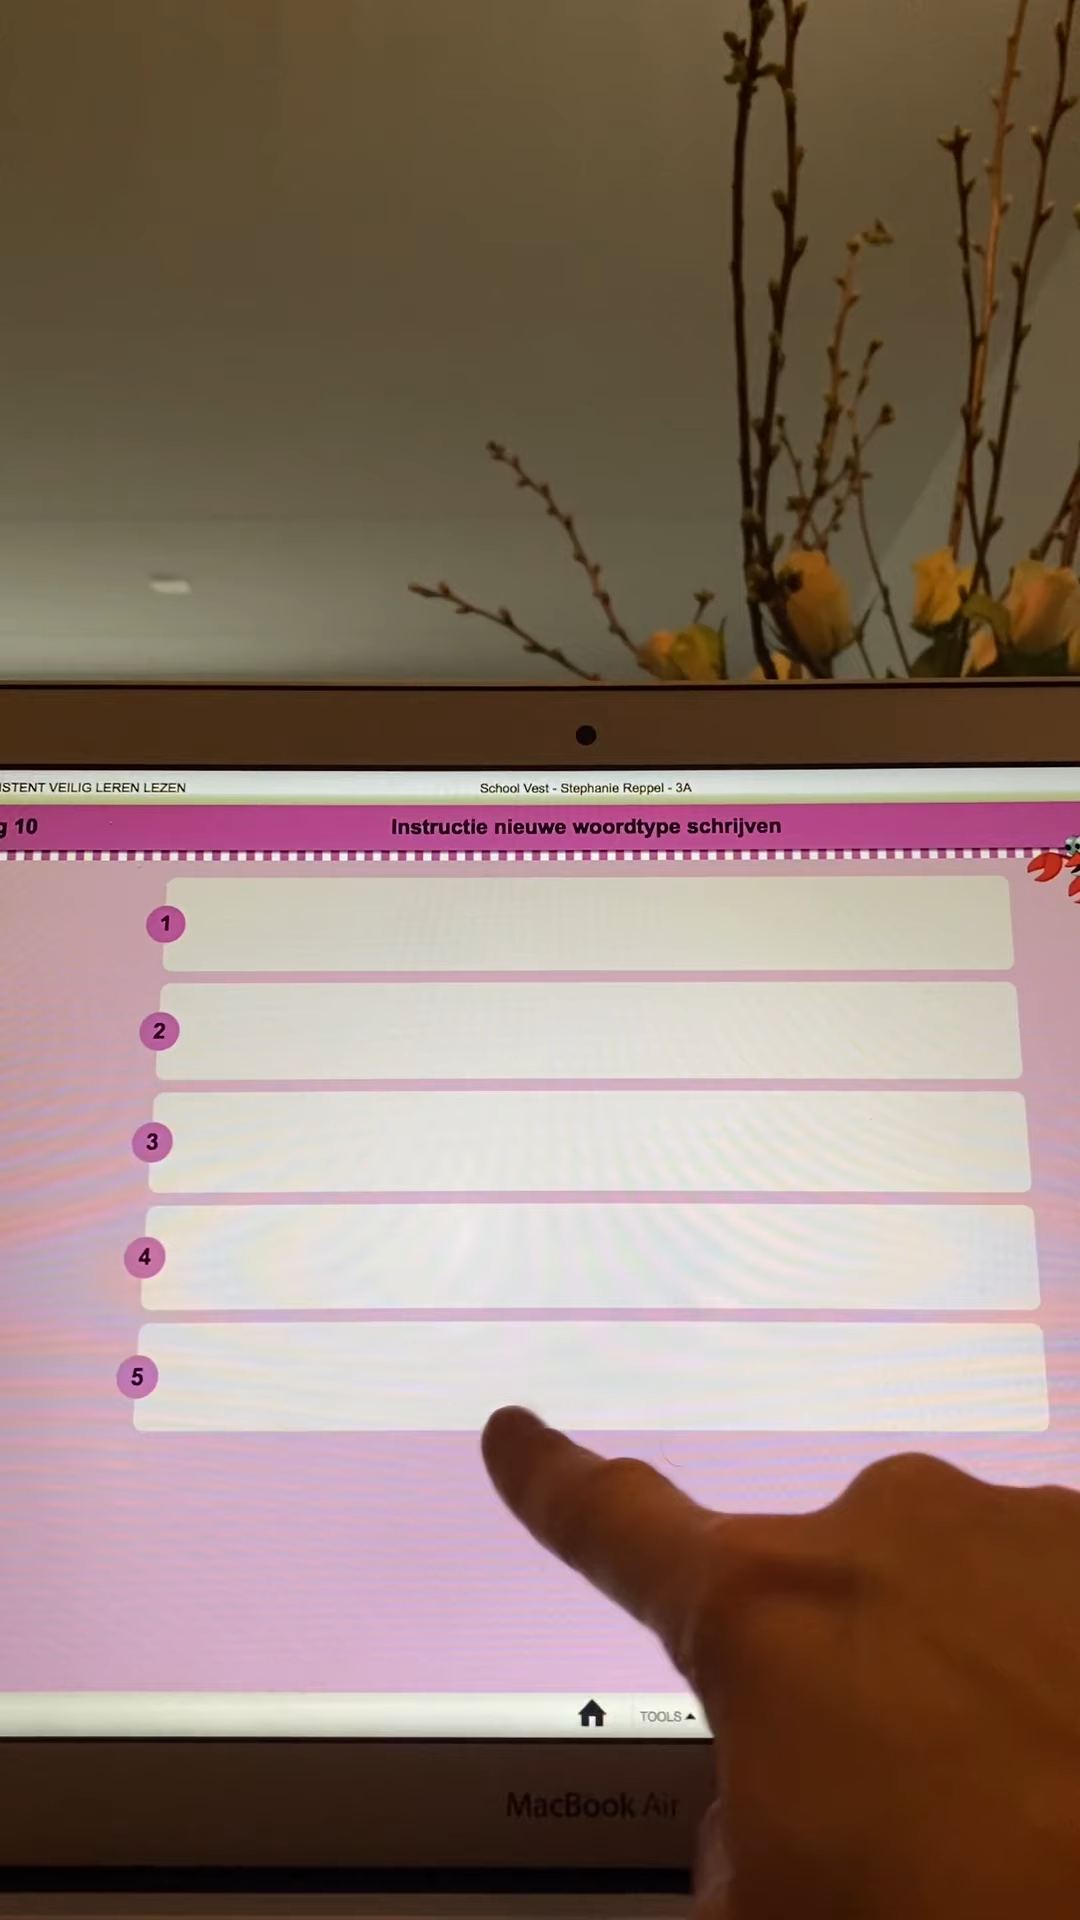 STENT VEILIG LEREN LEZEN
School Vest - Stephanie Reppel - 3A
g 10
Instructie nieuwe woordtype schrijven
1
2
3
4
5
TOOLS
MacBook Air